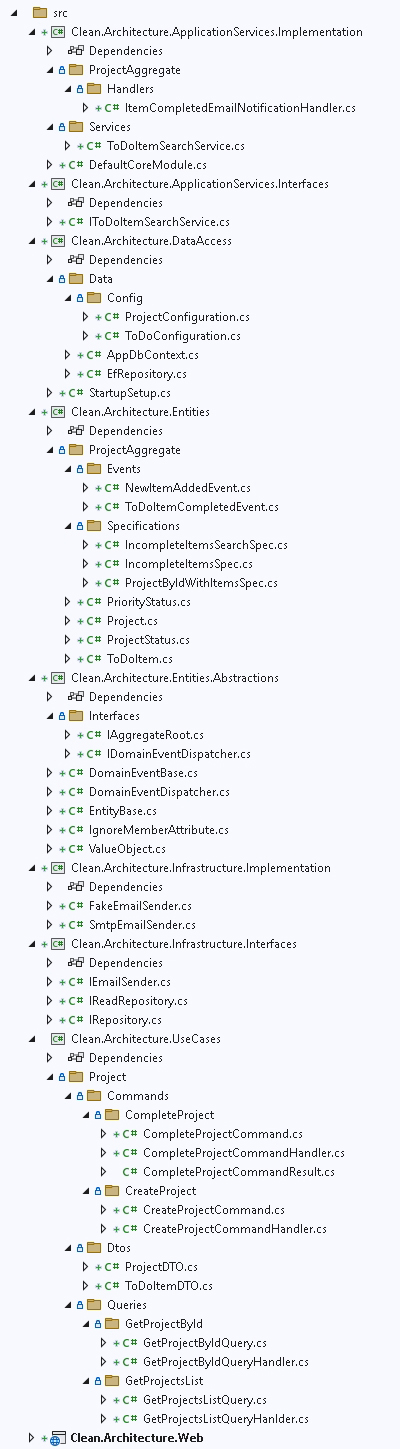 src
Clean.Architecture.ApplicationServices.Implementation
Dependencies
ProjectAggregate
Handlers
C# ItemCompletedEmailNotificationHandler.cs
Services
C# ToDoItemSearchService.cs
C# DefaultCoreModule.cs
Clean.Architecture.ApplicationServices.Interfaces
Dependencies
C# IToDoItemSearchService.cs
Clean.Architecture.DataAccess
Dependencies
Data
Config
C# ProjectConfiguration.cs
C# ToDoConfiguration.cs
C# AppDbContext.cs
C# EfRepository.cs
C# StartupSetup.cs
Clean.Architecture.Entities
Dependencies
ProjectAggregate
Events
C# NewItemAddedEvent.cs
C# ToDoItemCompletedEvent.cs
Specifications
C# IncompleteItemsSearchSpec.cs
C# IncompleteItemsSpec.cs
C# ProjectByIdWithItemsSpec.cs
C# PriorityStatus.cs
C# Project.cs
C# ProjectStatus.cs
C# ToDoItem.cs
Clean.Architecture.Entities.Abstractions
Dependencies
Interfaces
C# IAggregateRoot.cs
C# IDomainEventDispatcher.cs
C# DomainEventBase.cs
C# DomainEventDispatcher.cs
C# EntityBase.cs
C# IgnoreMemberAttribute.cs
C# ValueObject.cs
Clean.Architecture.Infrastructure.Implementation
Dependencies
C# FakeEmailSender.cs
C# SmtpEmailSender.cs
Clean.Architecture.Infrastructure.Interfaces
Dependencies
C# IEmailSender.cs
C# IReadRepository.cs
C# IRepository.cs
Clean.Architecture.UseCases
Dependencies
Project
Commands
CompleteProject
C# CompleteProjectCommand.cs
C# CompleteProjectCommandHandler.cs
C# CompleteProjectCommandResult.cs
CreateProject
C# CreateProjectCommand.cs
C# CreateProjectCommandHandler.cs
Dtos
C# ProjectDTO.cs
C# ToDoItemDTO.cs
Queries
GetProjectById
C# GetProjectByIdQuery.cs
C# GetProjectByIdQueryHandler.cs
GetProjectsList
C# GetProjectsListQuery.cs
C# GetProjectsListQueryHanlder.cs
Clean.Architecture.Web